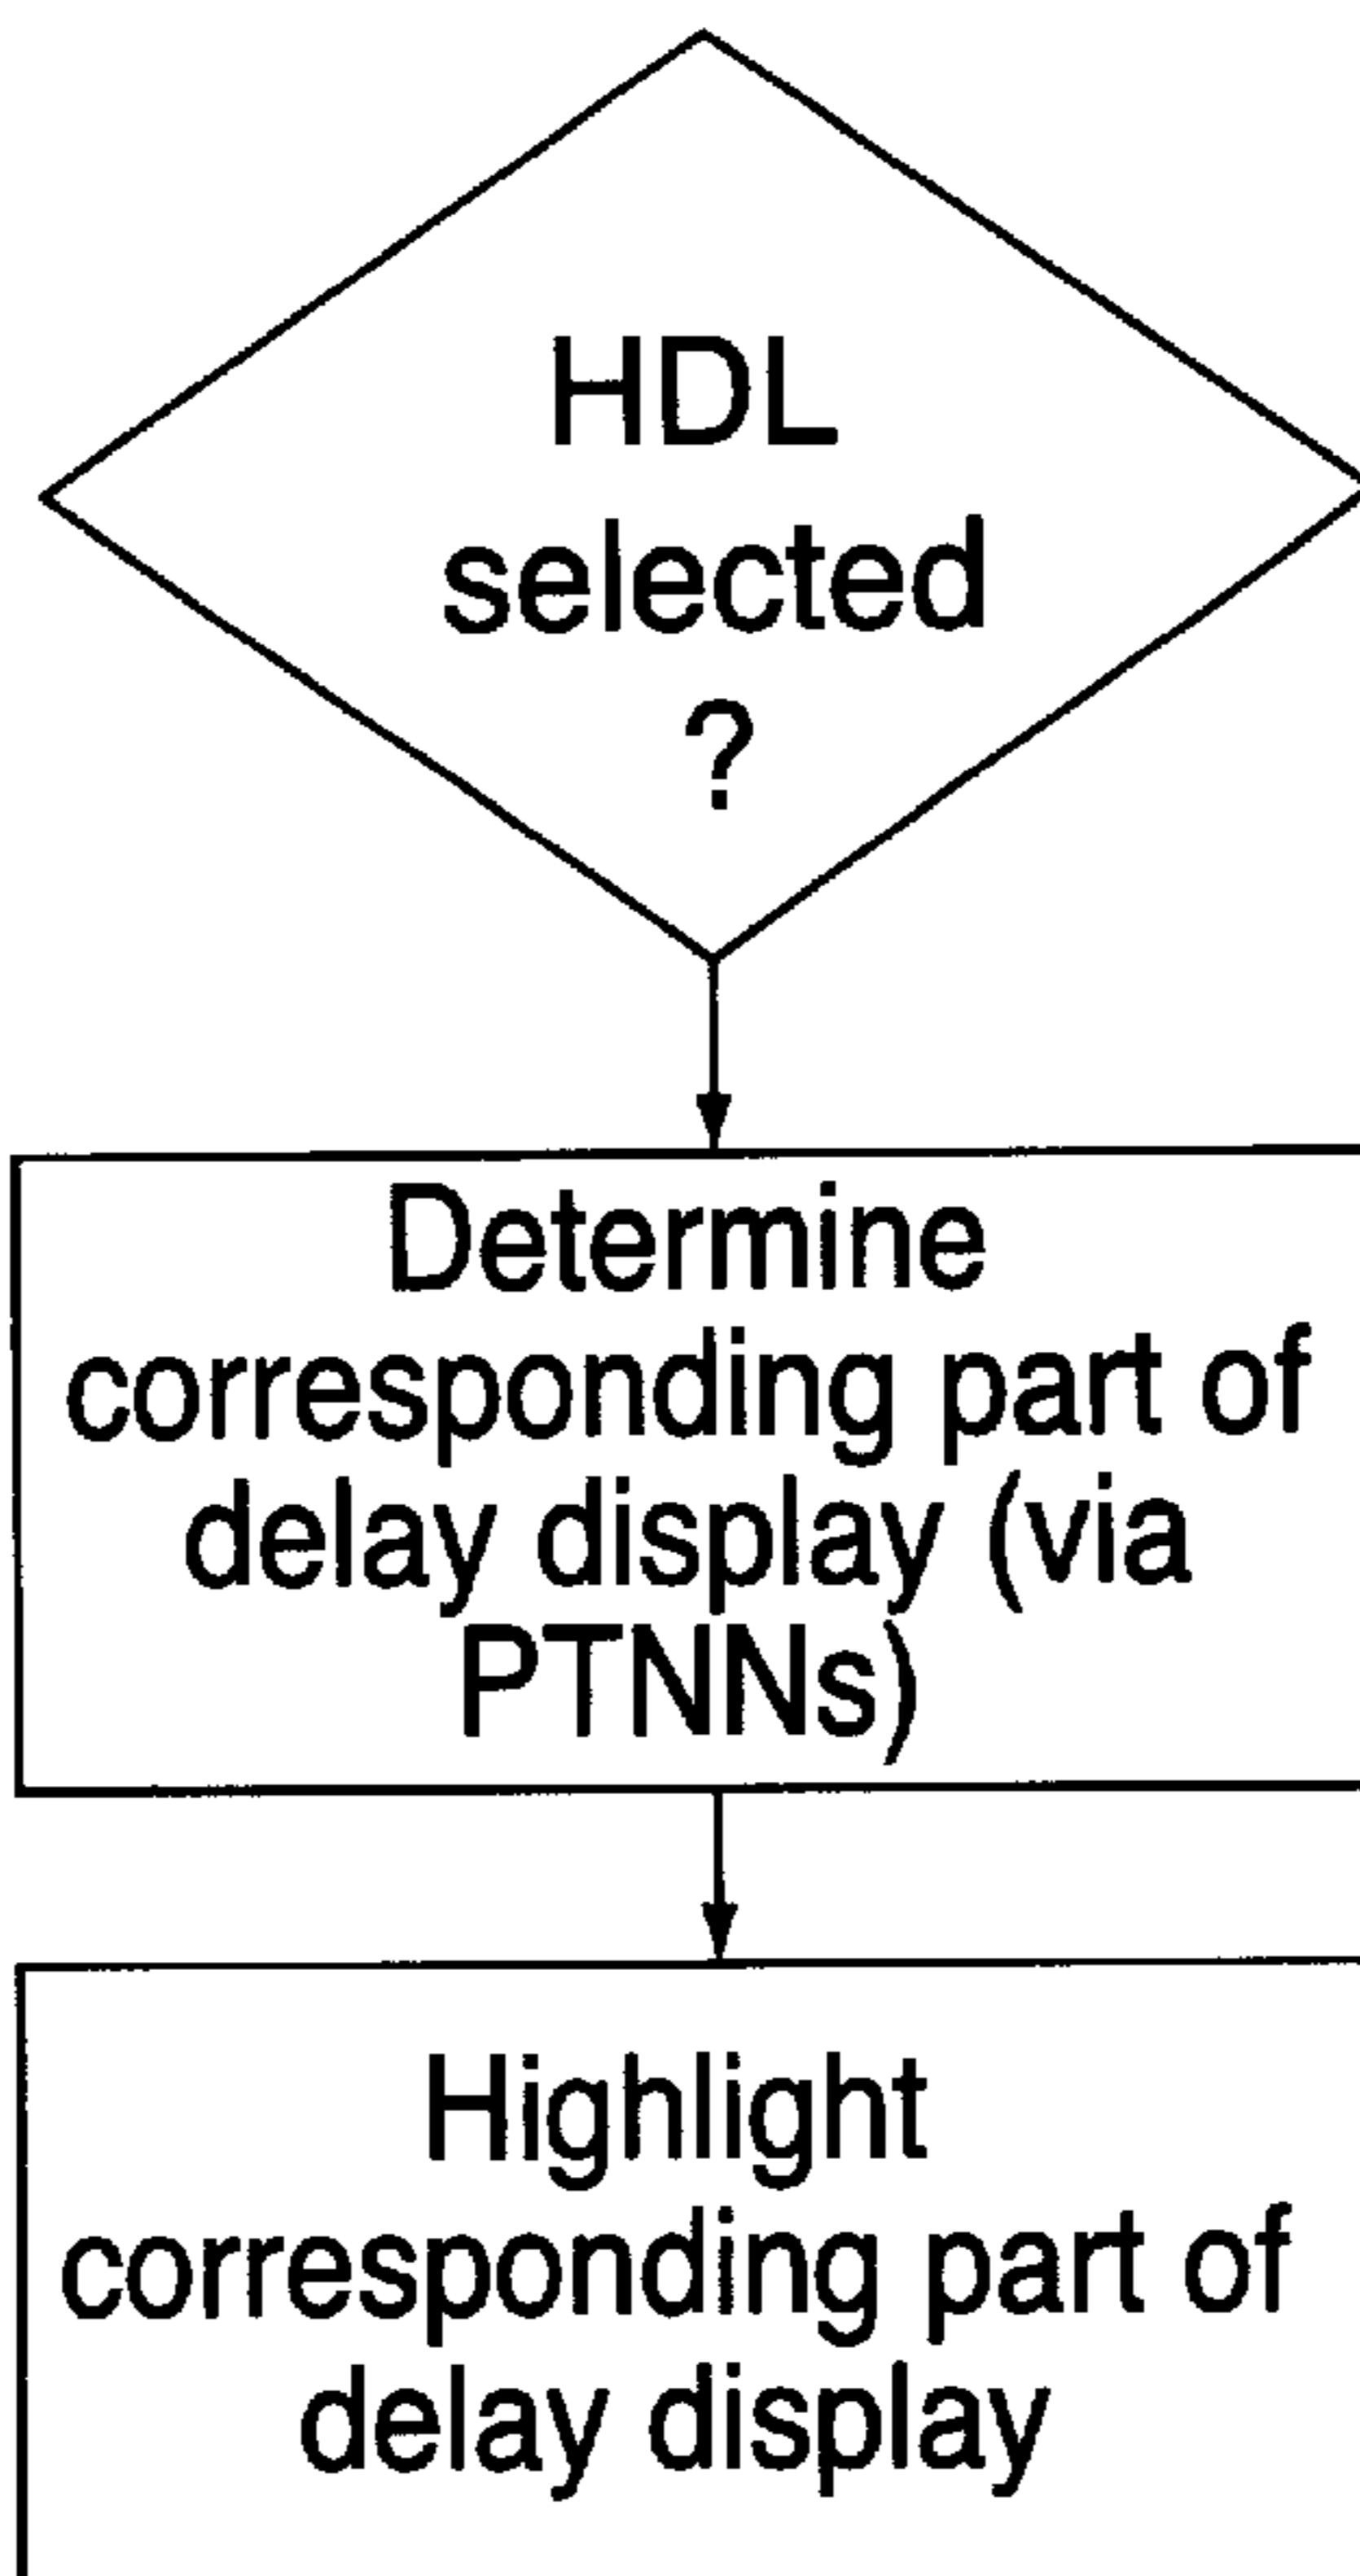 HDL
selected
?
Determine
corresponding part of
delay display (via
PTNNs)
Highlight
corresponding part of
delay display